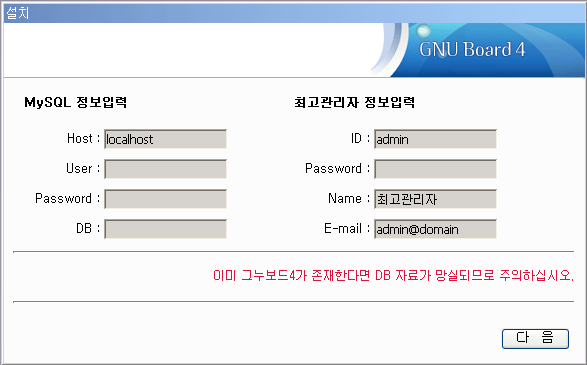 설치
GNU Board 4
MySQL 정보입력
Host : localhost
User :
Password :
DB :
최고관리자 정보입력
ID : admin
Password :
Name : 최고관리자
E-mail : admin@domain
이미 그누보드4가 존재한다면 DB 자료가 망실되므로 주의하십시오.
다 음